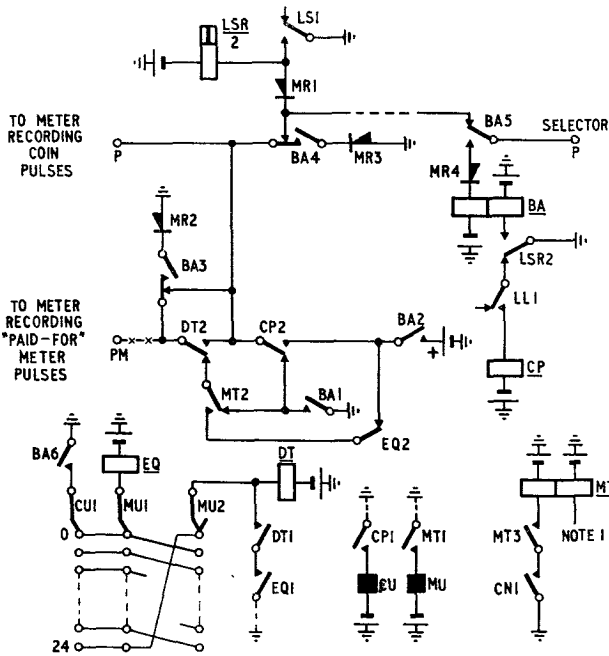 LS1
LSR
2
MR1
TO METER
RECORDING
COIN
PULSES
P
BA4
MR3
BA5
SELECTOR
P
MR4
BA
MR2
BA3
LSR2
LL1
TO METER
RECORDING
"PAID-FOR"
METER
PULSES
PM
DT2
CP2
BA2
+
CP
MT2
BA1
EQ2
BA6
EQ
DT
CU1
MU1
MU2
0
24
DT1
EQ1
CP1
MT1
CU
MU
MT3
NOTE 1
CN1